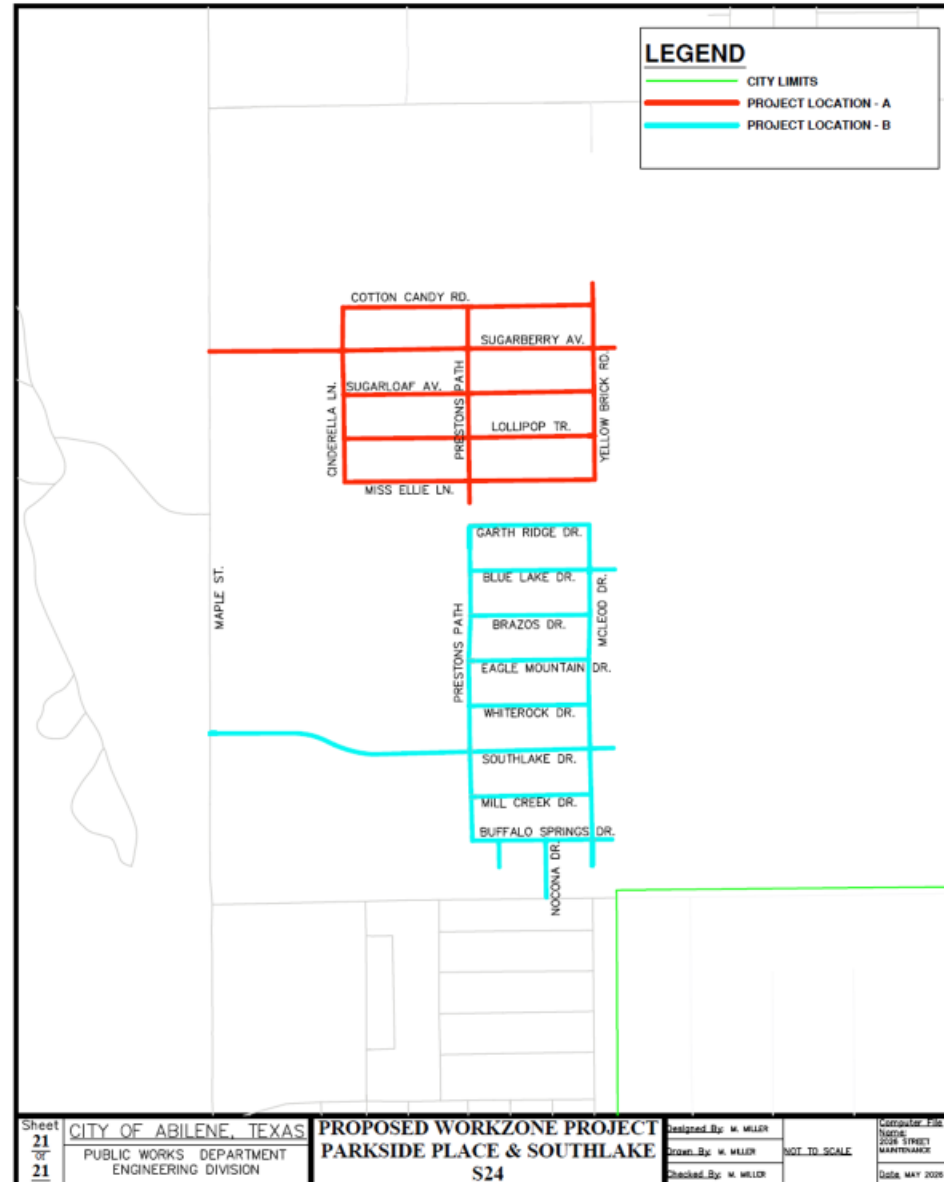 LEGEND
CITY LIMITS
PROJECT LOCATION - A
PROJECT LOCATION - B
COTTON CANDY RD.
SUGARBERRY AV.
SUGARLOAF AV.
LOLLIPOP TR.
MISS ELLIE LN.
CINDERELLA LN.
PRESTONS PATH
YELLOW BRICK RD.
MAPLE ST.
GARTH RIDGE DR.
BLUE LAKE DR.
BRAZOS DR.
EAGLE MOUNTAIN DR.
WHITEROCK DR.
SOUTHLAKE DR.
MILL CREEK DR.
BUFFALO SPRINGS DR.
PRESTONS PATH
MCLEOD DR.
NOCONA DR.
Sheet
21
OF
21
CITY OF ABILENE, TEXAS
PUBLIC WORKS DEPARTMENT
ENGINEERING DIVISION
PROPOSED WORKZONE PROJECT
PARKSIDE PLACE & SOUTHLAKE
S24
Designed By: M. MILLER
Drawn By: M. MILLER
Checked By: M. MILLER
NOT TO SCALE
Computer File
Name:
2026 STREET
MAINTENANCE
Date: MAY 2026